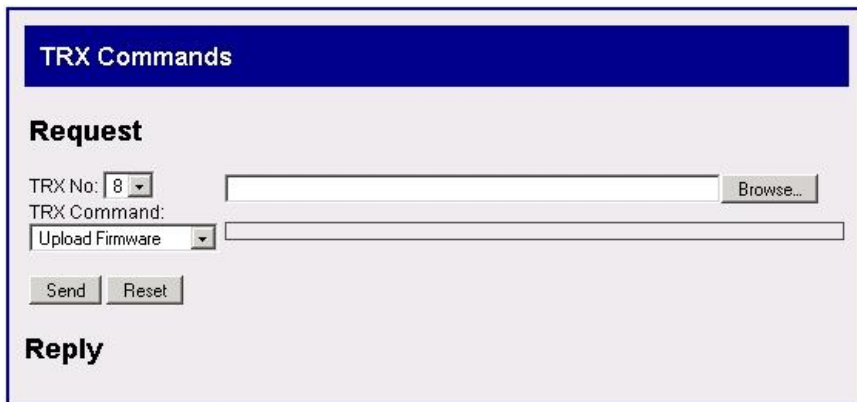 TRX Commands
Request
TRX No: 8
Browse...
TRX Command:
Upload Firmware
Send Reset
Reply